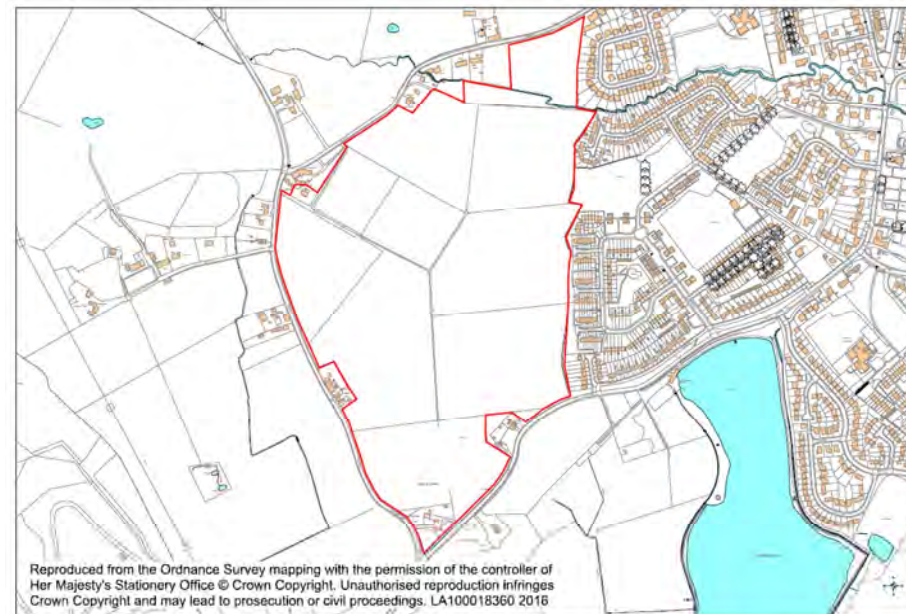 Reproduced from the Ordnance Survey mapping with the permission of the controller of
Her Majesty's Stationery Office © Crown Copyright. Unauthorised reproduction infringes
Crown Copyright and may lead to prosecution or civil proceedings. LA100018360 2016